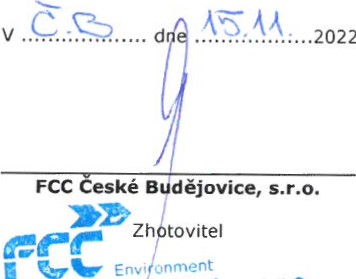 V Č.B dne 15.11. 2022
FCC České Budějovice, s.r.o.
Zhotovitel
FCC
Environment